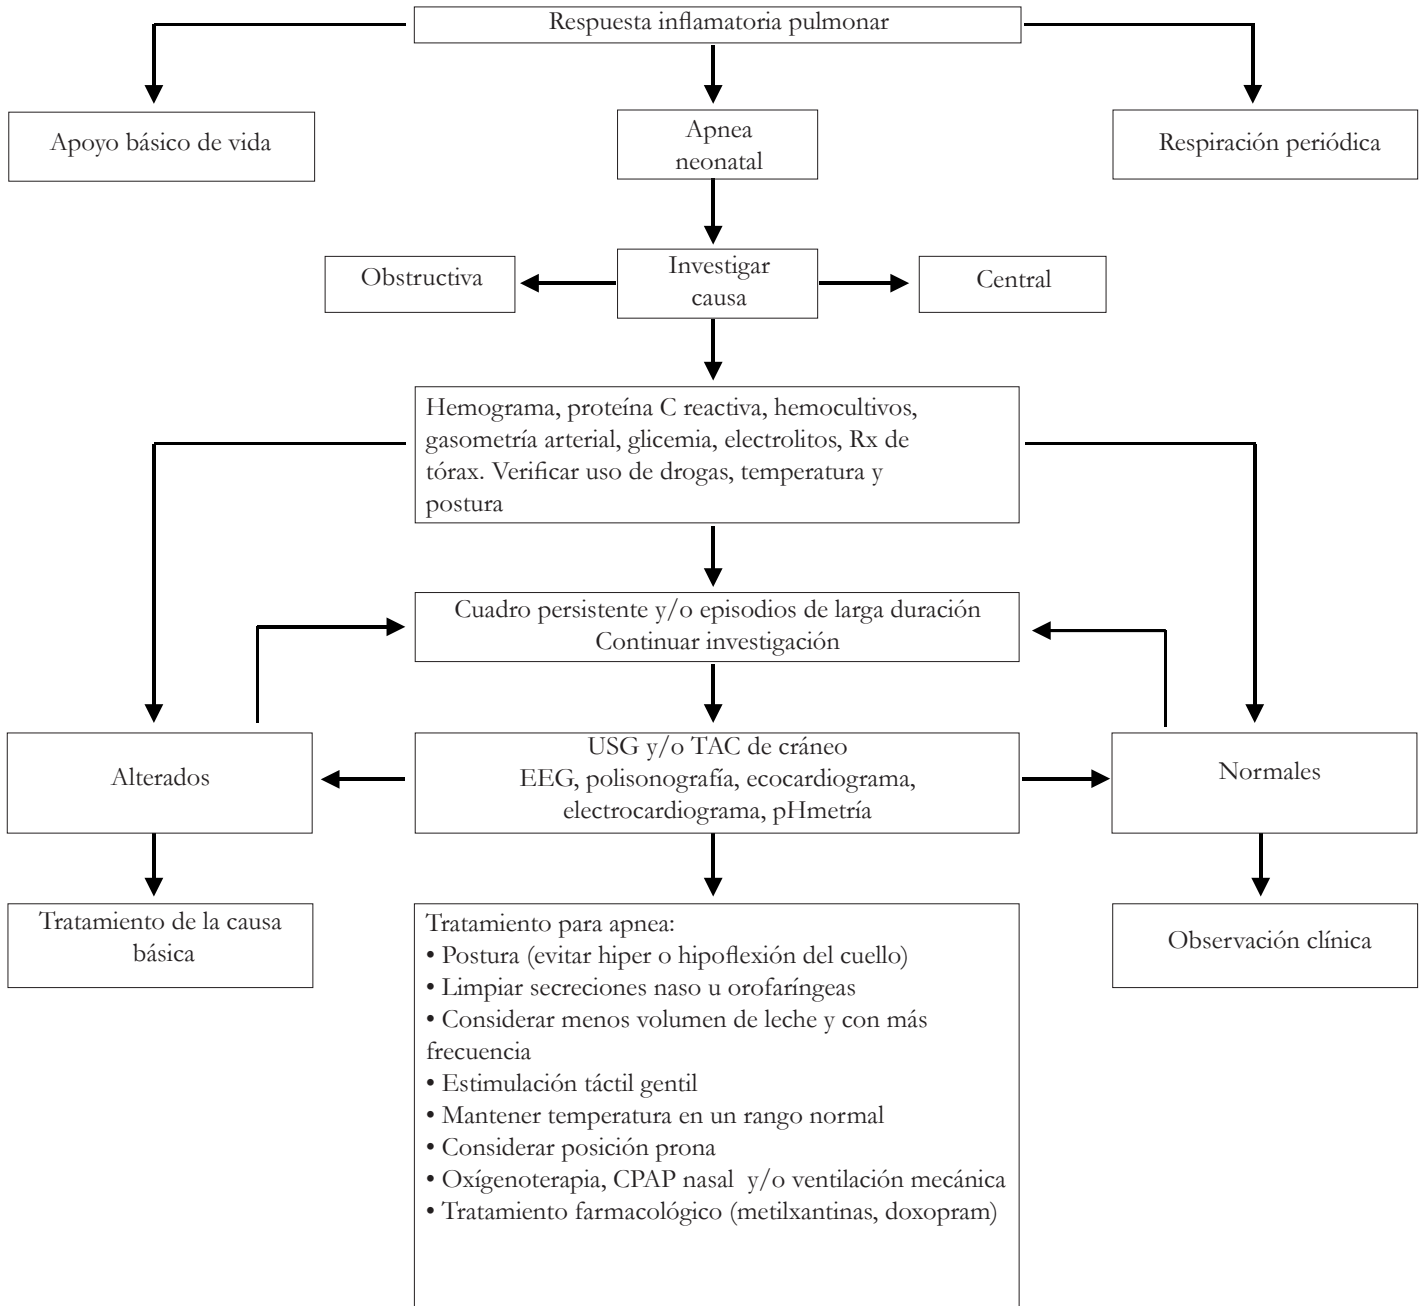 Respuesta inflamatoria pulmonar
Apoyo básico de vida
Apnea
neonatal
Respiración periódica
Obstructiva
Investigar
causa
Central
Hemograma, proteína C reactiva, hemocultivos,
gasometría arterial, glicemia, electrolitos, Rx de
tórax. Verificar uso de drogas, temperatura y
postura
Cuadro persistente y/o episodios de larga duración
Continuar investigación
Alterados
USG y/o TAC de cráneo
EEG, polisonografía, ecocardiograma,
electrocardiograma, pHmetría
Normales
Tratamiento de la causa
básica
Tratamiento para apnea:
• Postura (evitar hiper o hipoflexión del cuello)
• Limpiar secreciones naso u orofaríngeas
• Considerar menos volumen de leche y con más
frecuencia
• Estimulación táctil gentil
• Mantener temperatura en un rango normal
• Considerar posición prona
• Oxígenoterapia, CPAP nasal y/o ventilación mecánica
• Tratamiento farmacológico (metilxantinas, doxopram)
Observación clínica